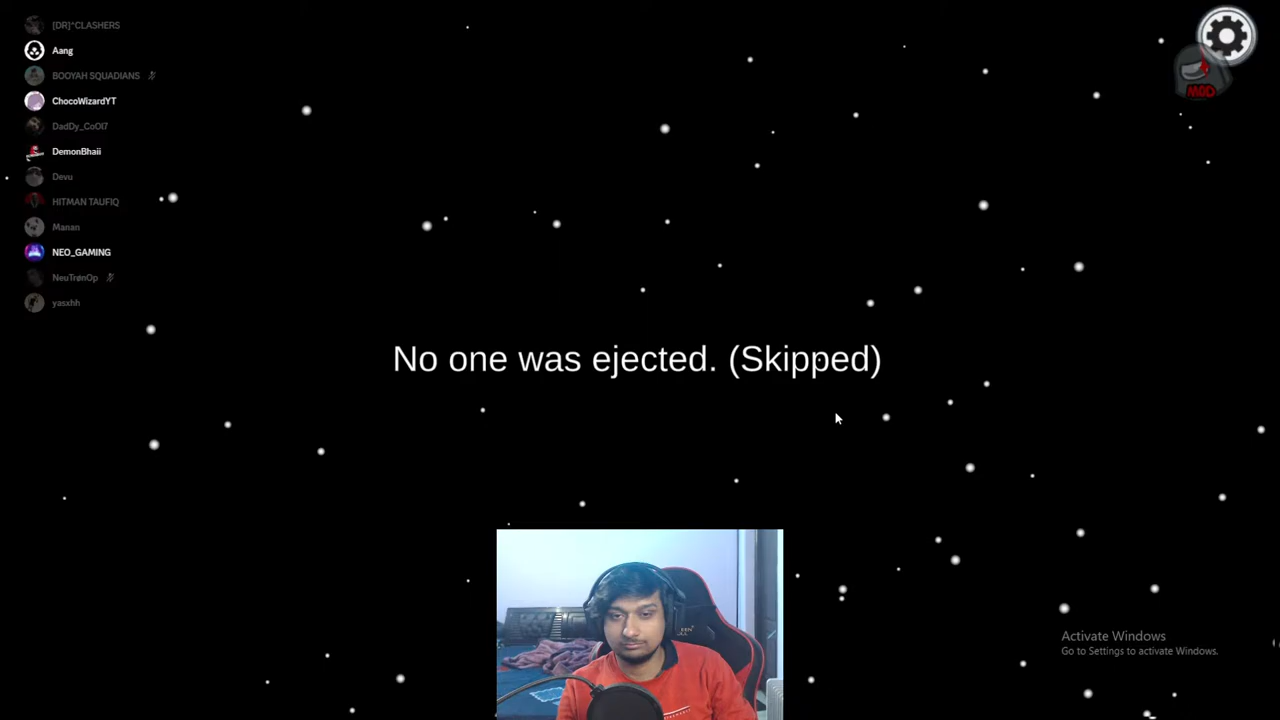 [DR]^CLASHERS
Aang
BOOYAH SQUADIANS
ChocoWizardYT
DadDy_CoOl7
DemonBhaii
Devu
HITMAN TAUFIQ
Manan
NEO_GAMING
NeuTrønOp
yasxhh
MOD
No one was ejected. (Skipped)
Activate Windows
Go to Settings to activate Windows.